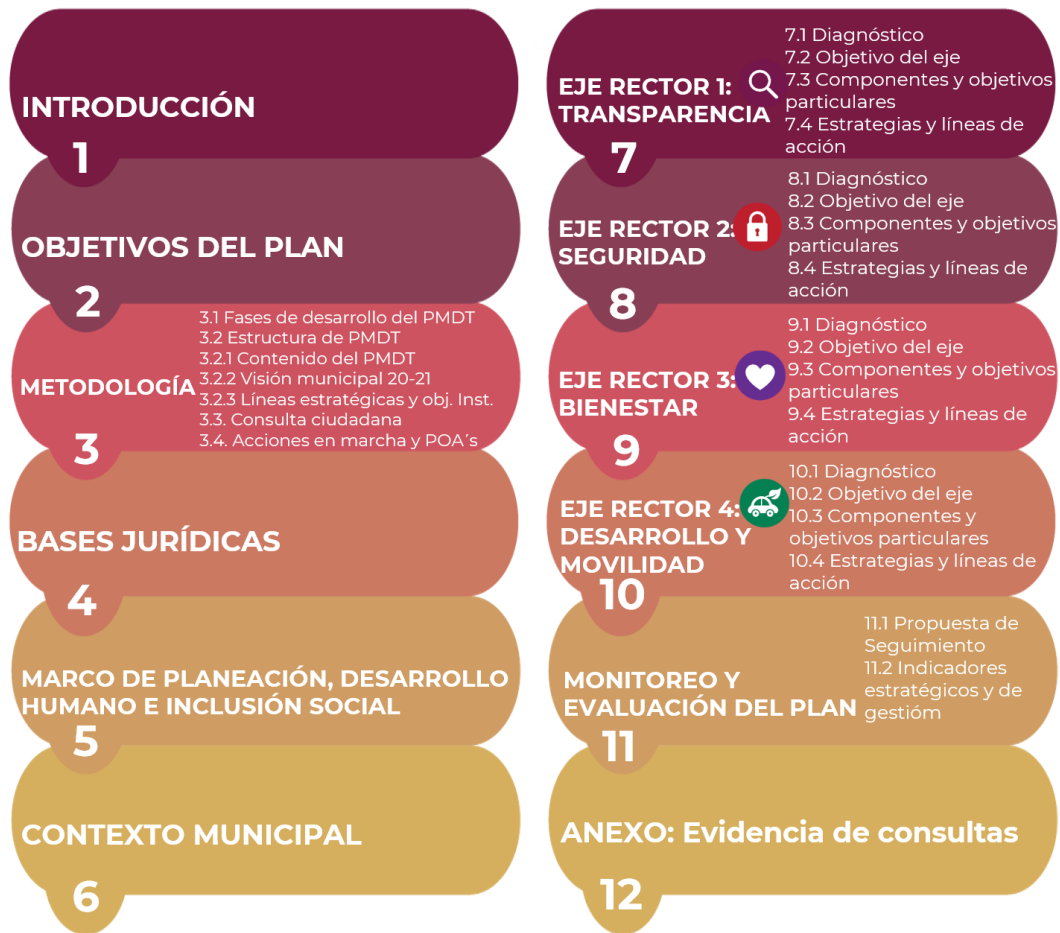 INTRODUCCIÓN
1
OBJETIVOS DEL PLAN
2
METODOLOGÍA
3.1 Fases de desarrollo del PMDT
3.2 Estructura de PMDT
3.2.1 Contenido del PMDT
3.2.2 Visión municipal 20-21
3.2.3 Líneas estratégicas y obj. Inst.
3.3. Consulta ciudadana
3.4. Acciones en marcha y POA´s
3
BASES JURÍDICAS
4
MARCO DE PLANEACIÓN, DESARROLLO
HUMANO E INCLUSIÓN SOCIAL
5
CONTEXTO MUNICIPAL
6
EJE RECTOR 1:
TRANSPARENCIA
7.1 Diagnóstico
7.2 Objetivo del eje
7.3 Componentes y objetivos
particulares
7.4 Estrategias y líneas de
acción
7
EJE RECTOR 2:
SEGURIDAD
8.1 Diagnóstico
8.2 Objetivo del eje
8.3 Componentes y objetivos
particulares
8.4 Estrategias y líneas de
acción
8
EJE RECTOR 3:
BIENESTAR
9.1 Diagnóstico
9.2 Objetivo del eje
9.3 Componentes y objetivos
particulares
9.4 Estrategias y líneas de
acción
9
EJE RECTOR 4:
DESARROLLO Y
MOVILIDAD
10.1 Diagnóstico
10.2 Objetivo del eje
10.3 Componentes y
objetivos particulares
10.4 Estrategias y líneas de
acción
10
MONITOREO Y
EVALUACIÓN DEL PLAN
11.1 Propuesta de
Seguimiento
11.2 Indicadores
estratégicos y de
gestióm
11
ANEXO: Evidencia de consultas
12